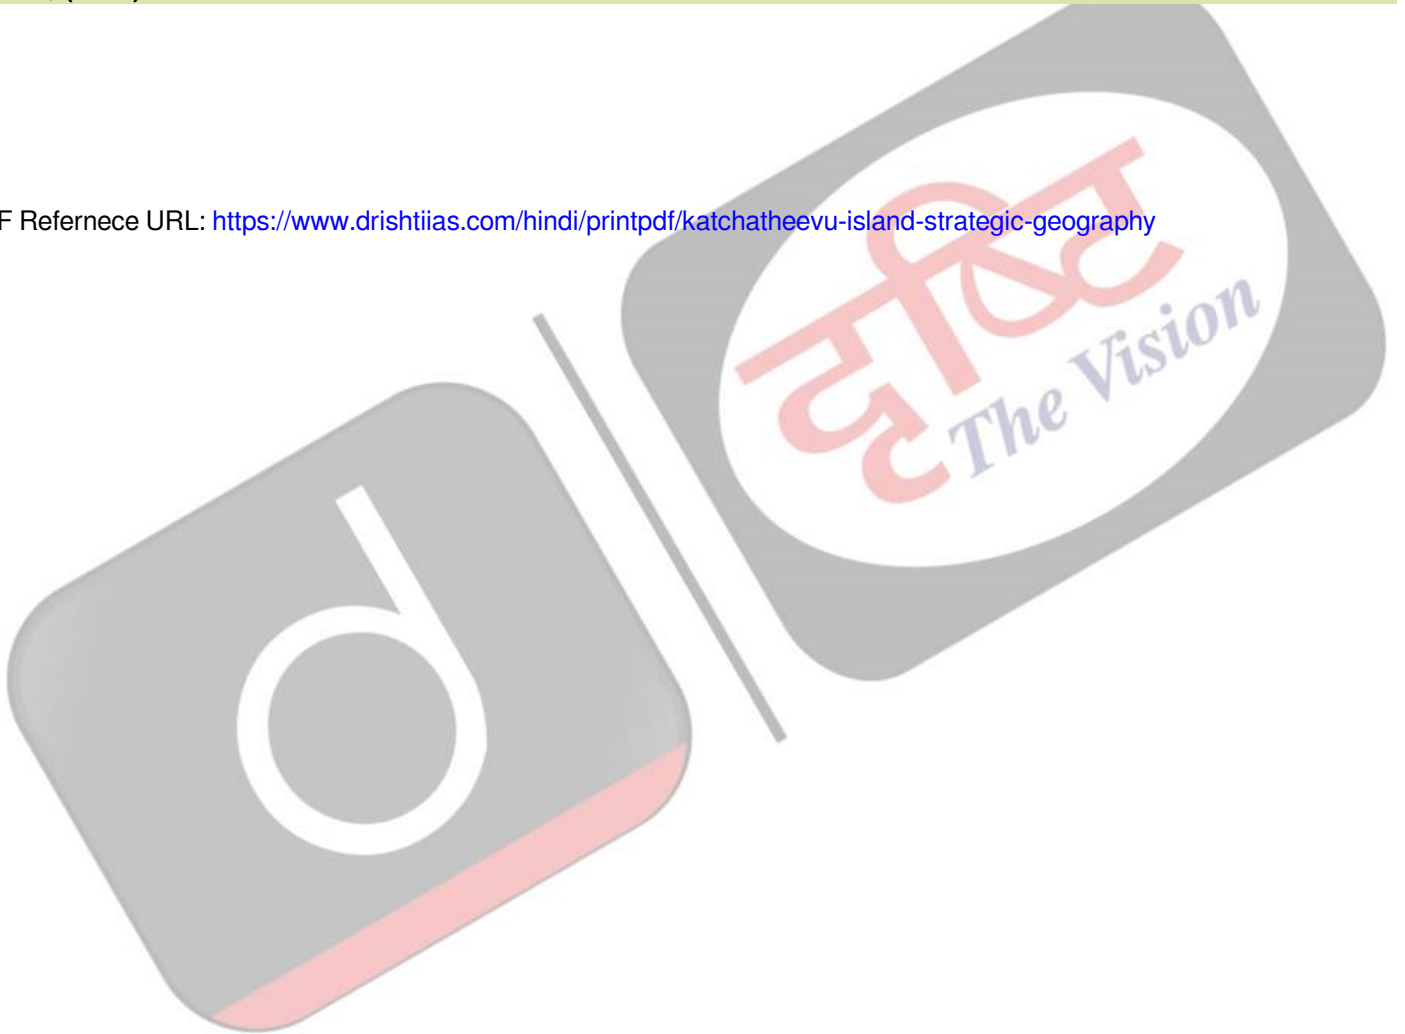 F Refernece URL: https://www.drishtiias.com/hindi/printpdf/katchatheevu-island-strategic-geography
दृष्टि
The Vision
d